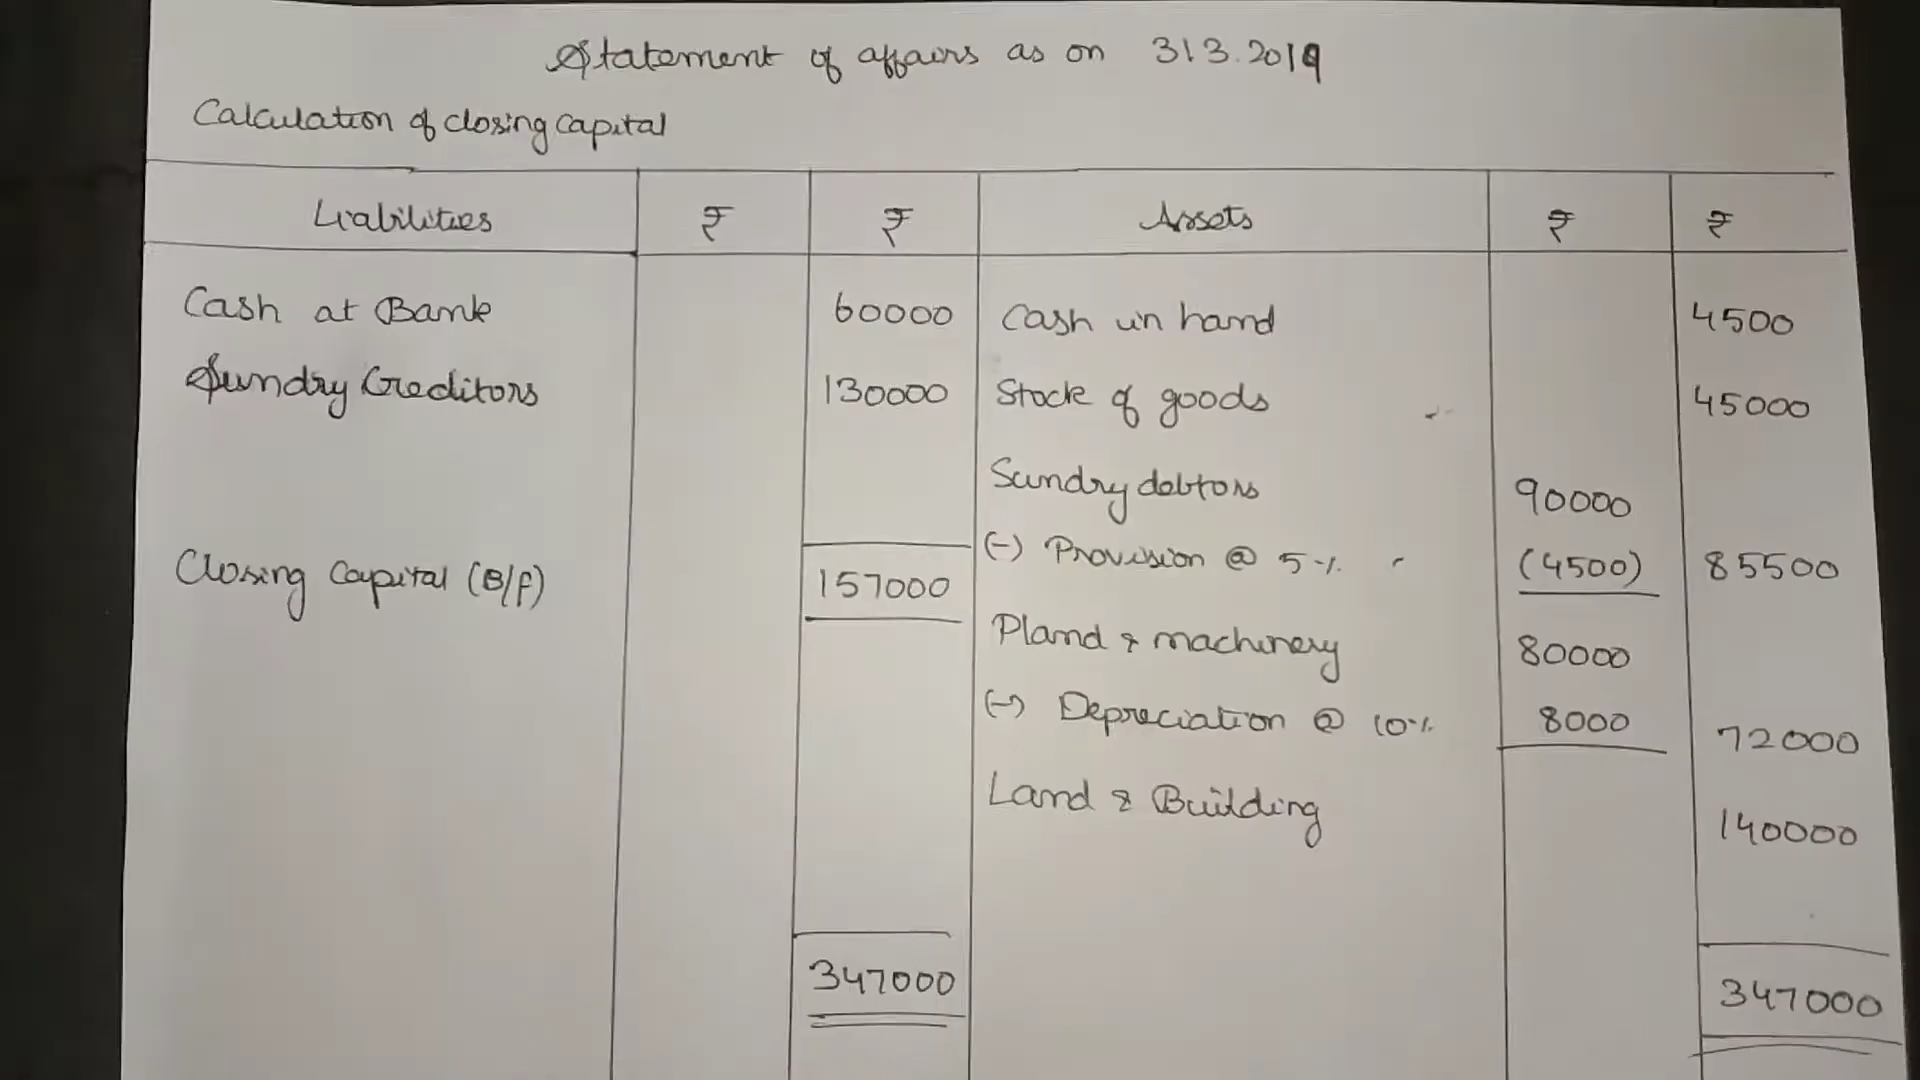 Statement of affairs as on 31 3.2019
Calculation of closing capital
Liabilities ₹ ₹ Assets ₹ ₹
Cash at Bank 60000 Cash in hand 4500
Sundry Creditors 130000 Stock of goods 45000
Sundry debtors 90000
Closing Capital (B/f) 157000 (-) Provision @ 5% (4500) 85500
Pland & machinery 80000
(-) Depreciation @ 10% 8000 72000
Land & Building 140000
347000 347000